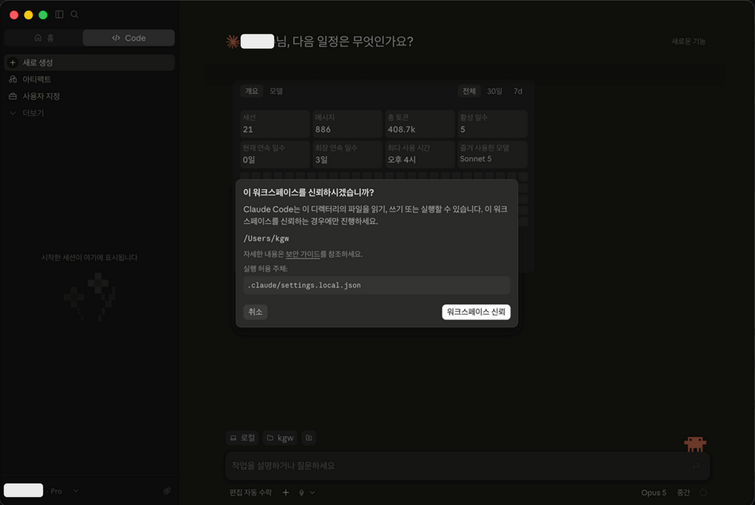 홈
Code
새로 생성
아티팩트
사용자 지정
더보기
시작한 세션이 여기에 표시됩니다
Pro
님, 다음 일정은 무엇인가요?
새로운 기능
개요 모델
전체 30일 7d
세션 메시지 총 토큰 활성 일수
21 886 408.7k 5
현재 연속 일수 최장 연속 일수 최다 사용 시간 즐겨 사용한 모델
0일 3일 오후 4시 Sonnet 5
이 워크스페이스를 신뢰하시겠습니까?
Claude Code는 이 디렉터리의 파일을 읽기, 쓰기 또는 실행할 수 있습니다. 이 워크
스페이스를 신뢰하는 경우에만 진행하세요.
/Users/kgw
자세한 내용은 보안 가이드를 참조하세요.
실행 허용 주체:
.claude/settings.local.json
취소
워크스페이스 신뢰
로컬 kgw
작업을 설명하거나 질문하세요
편집 자동 수락
Opus 5 중간